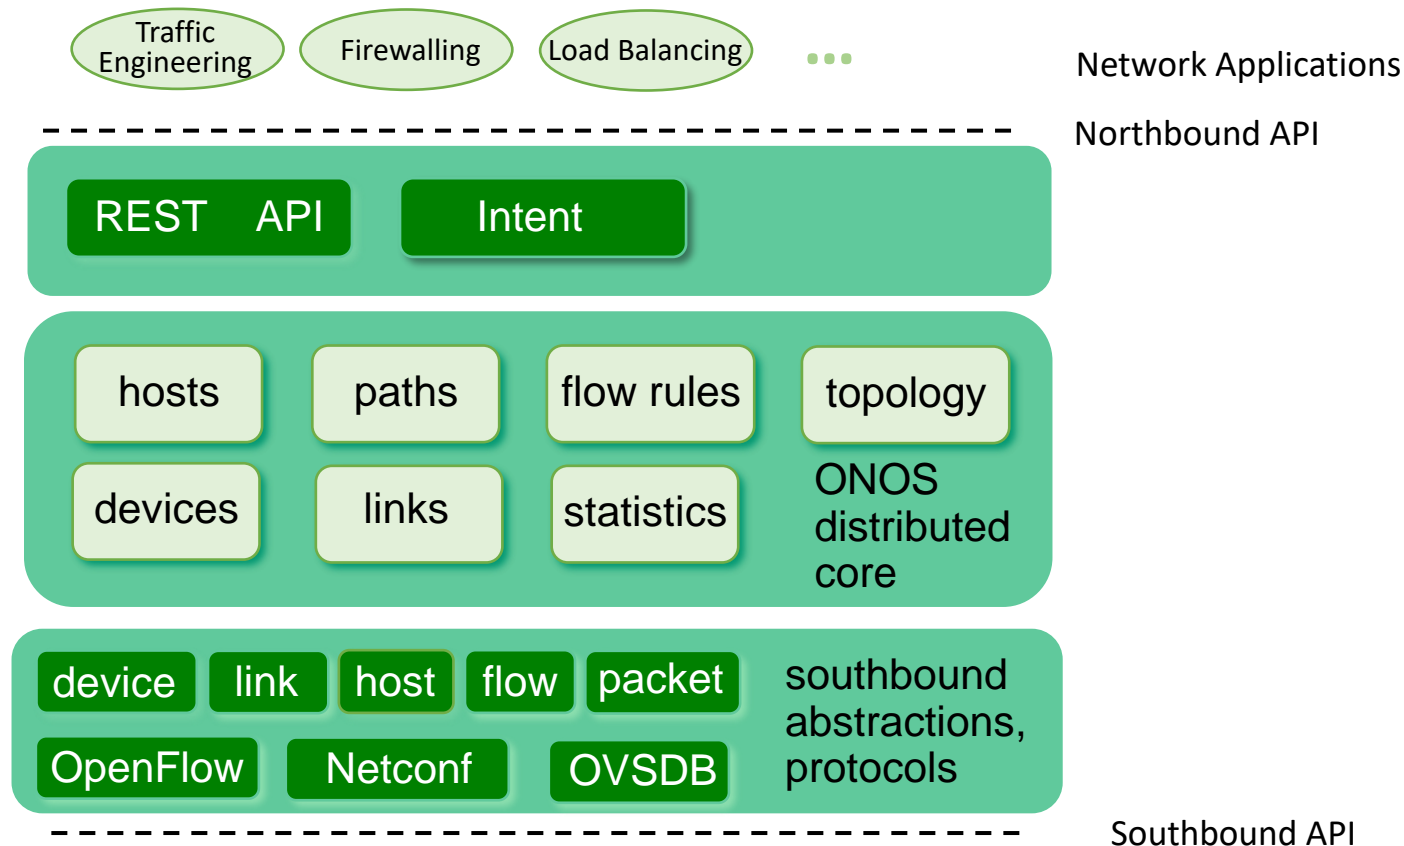 Traffic
Engineering
Firewalling
Load Balancing
...
Network Applications
Northbound API
REST API
Intent
hosts
paths
flow rules
topology
devices
links
statistics
ONOS
distributed
core
device
link
host
flow
packet
southbound
abstractions,
protocols
OpenFlow
Netconf
OVSDB
Southbound API